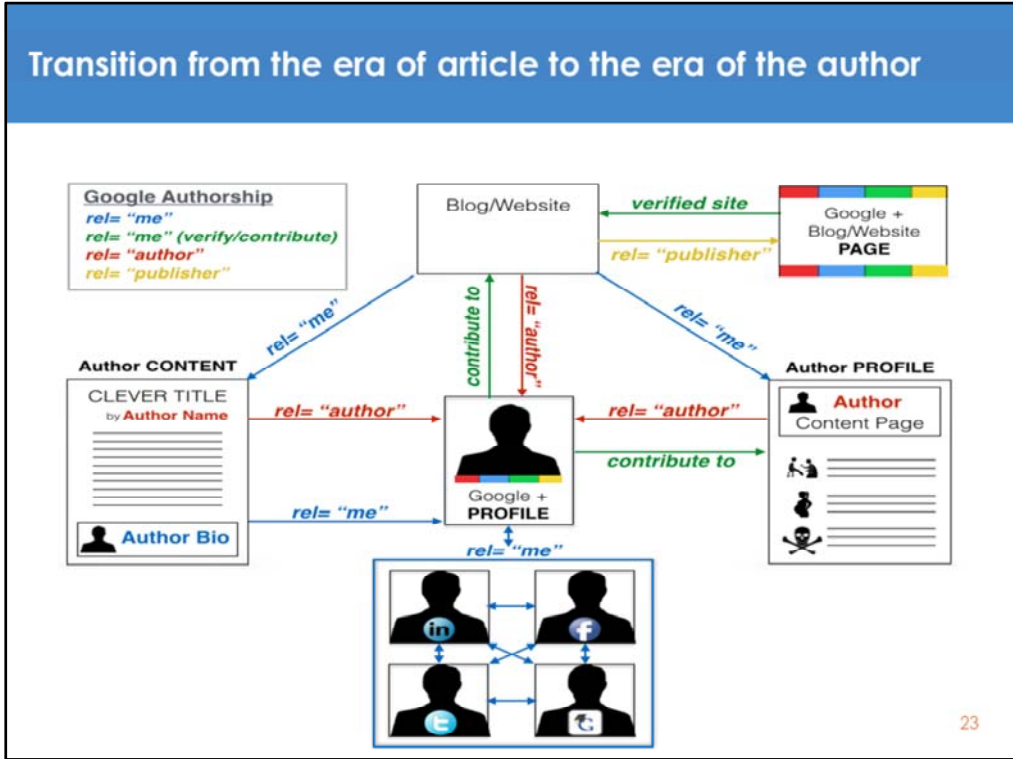 Transition from the era of article to the era of the author
Google Authorship
rel= “me”
rel= “me” (verify/contribute)
rel= “author”
rel= “publisher”
Blog/Website
verified site
rel= “publisher”
Google +
Blog/Website
PAGE
rel= “me”
contribute to
rel= “author”
rel= “me”
Author CONTENT
CLEVER TITLE
by Author Name
Author Bio
rel= “author”
rel= “me”
Google +
PROFILE
rel= “author”
contribute to
Author PROFILE
Author
Content Page
rel= “me”
in
f
t
G
23